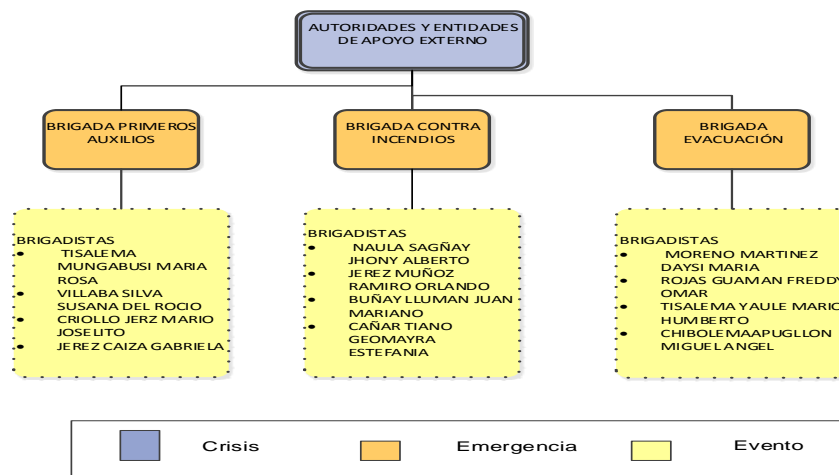 AUTORIDADES Y ENTIDADES
DE APOYO EXTERNO
BRIGADA PRIMEROS
AUXILIOS
BRIGADA CONTRA
INCENDIOS
BRIGADA
EVACUACIÓN
BRIGADISTAS
• TISALEMA
MUNGABUSI MARIA
ROSA
• VILLABA SILVA
SUSANA DEL ROCIO
• CRIOLLO JERZ MARIO
JOSELITO
• JEREZ CAIZA GABRIELA
BRIGADISTAS
• NAULA SAGÑAY
JHONY ALBERTO
• JEREZ MUÑOZ
RAMIRO ORLANDO
• BUÑAY LLUMAN JUAN
MARIANO
• CAÑAR TIANO
GEOMAYRA
ESTEFANIA
BRIGADISTAS
• MORENO MARTINEZ
DAYSI MARIA
• ROJAS GUAMAN FREDDY
OMAR
• TISALEMA YAULE MARIO
HUMBERTO
• CHIBOLEMAAPUGLLON
MIGUEL ANGEL
Crisis
Emergencia
Evento